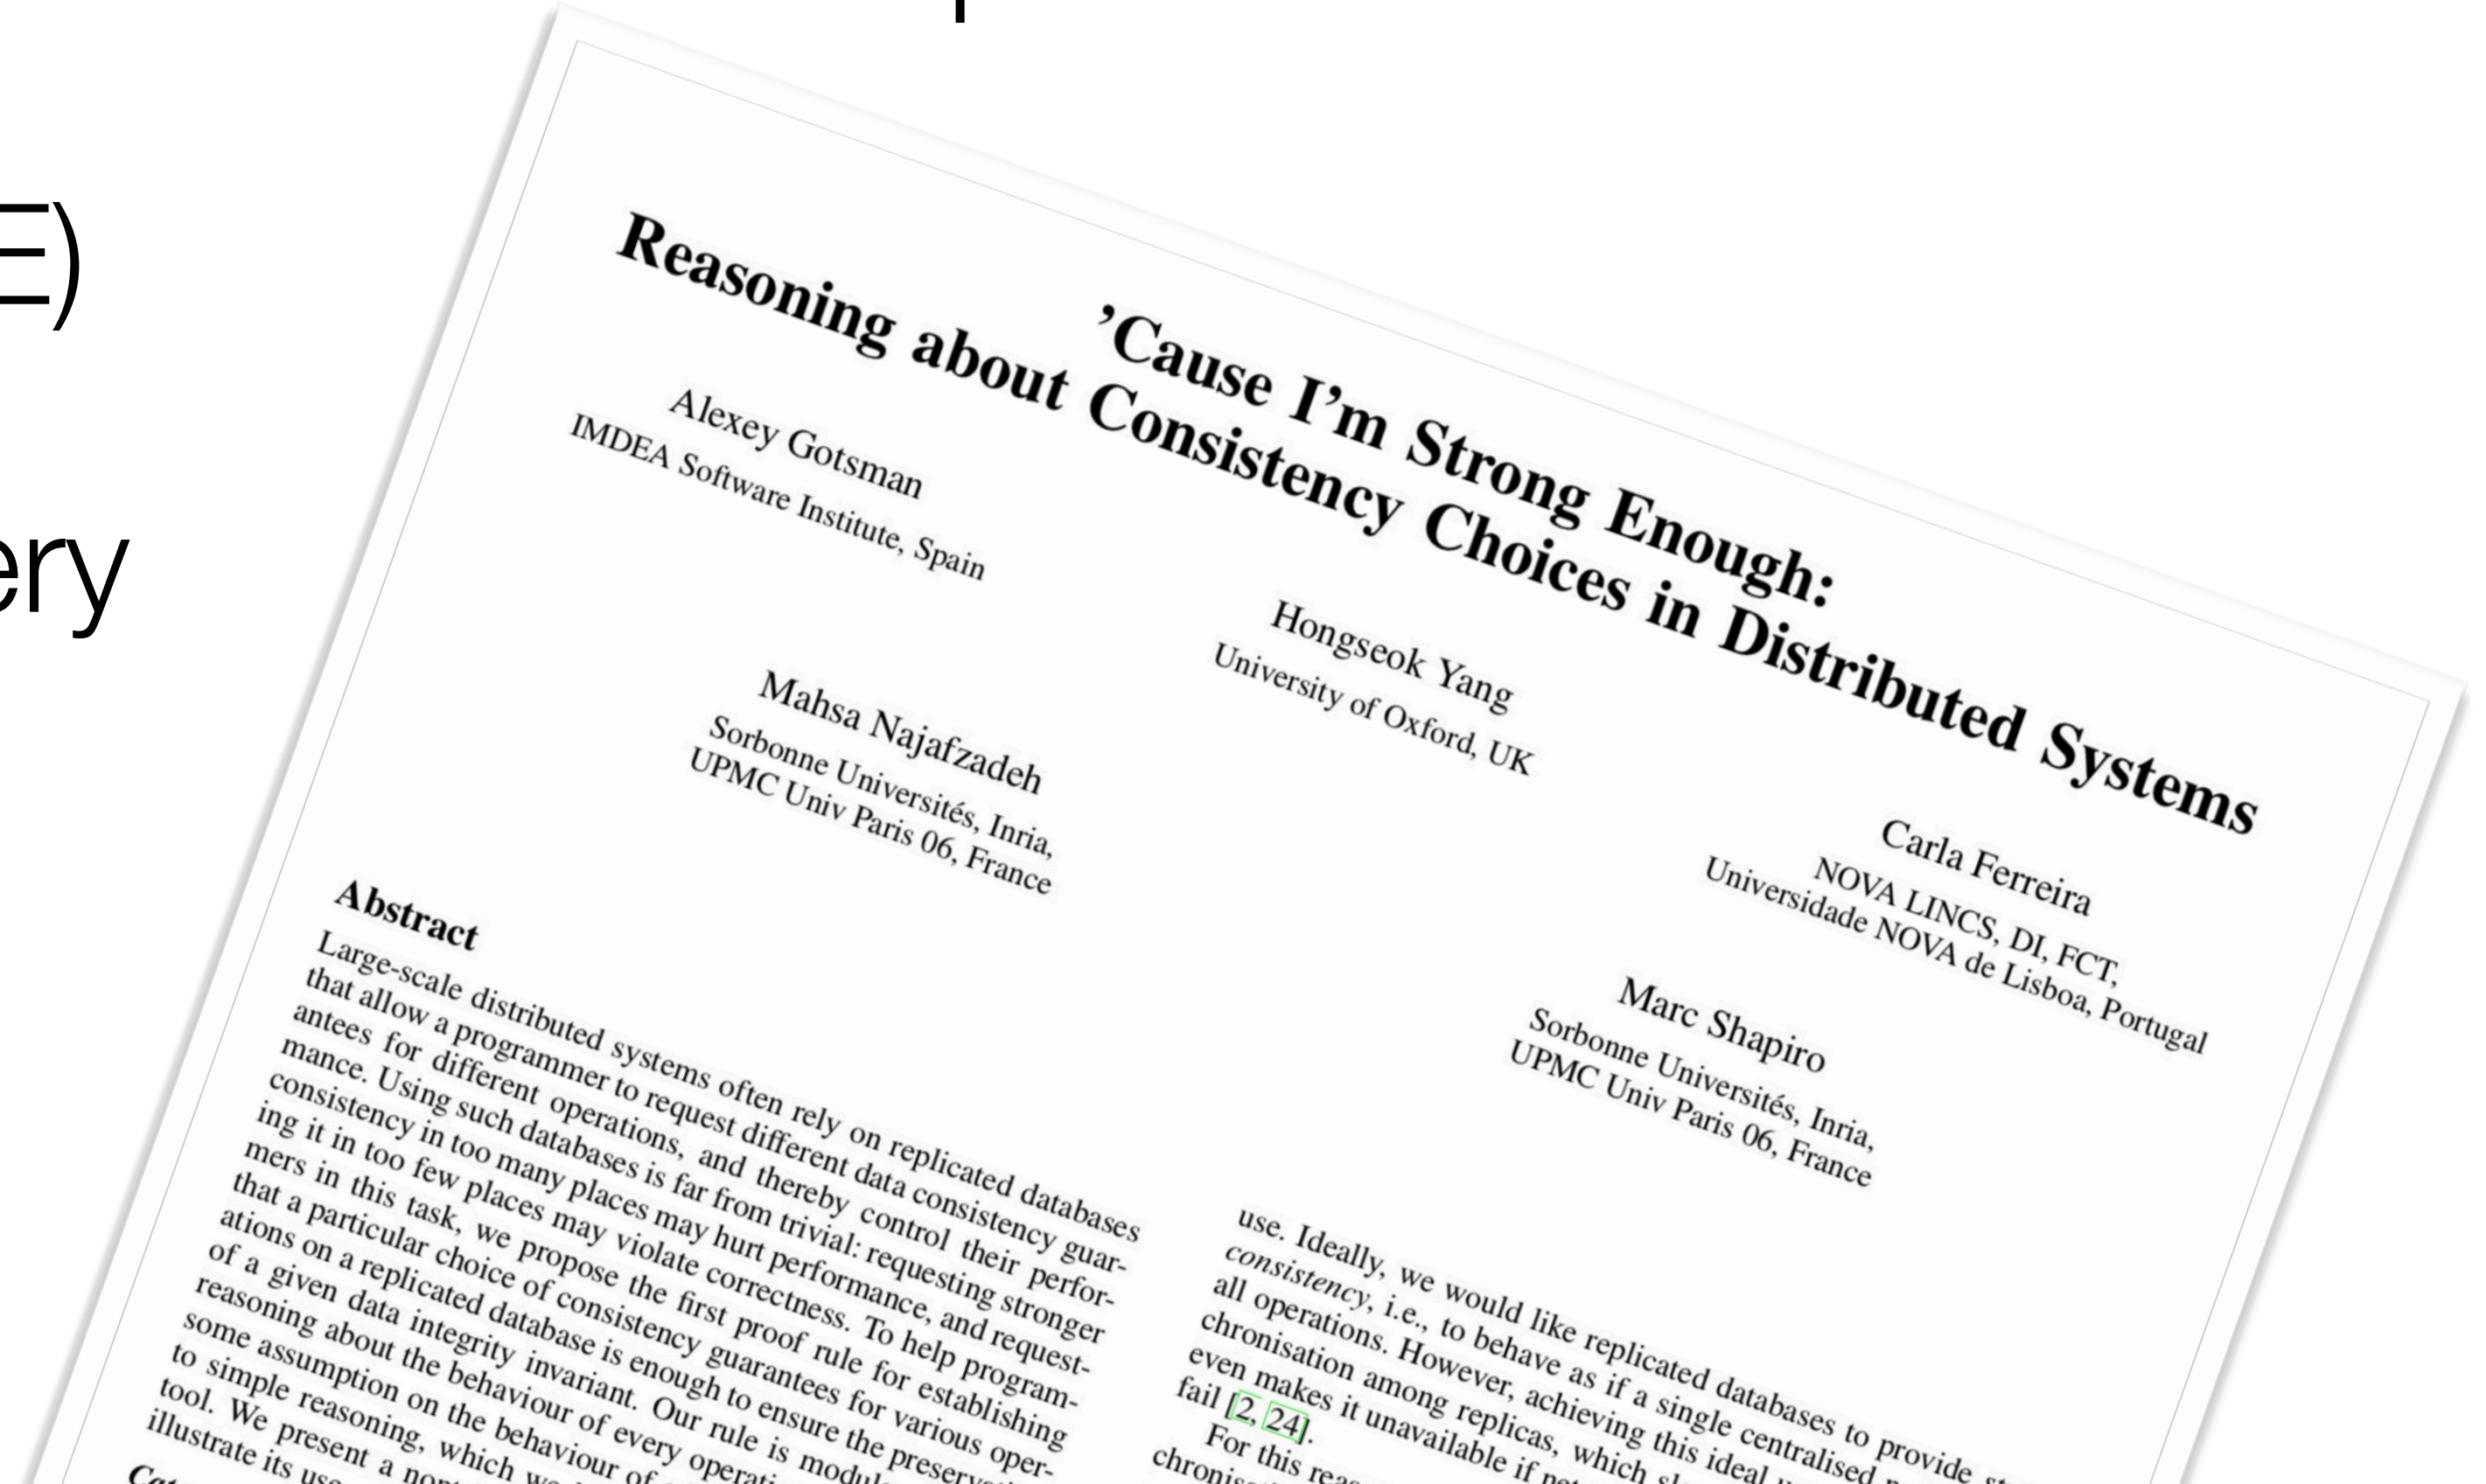 E)
ery
'Cause I'm Strong Enough:
Reasoning about Consistency Choices in Distributed Systems
Alexey Gotsman
IMDEA Software Institute, Spain
Hongseok Yang
University of Oxford, UK
Carla Ferreira
NOVA LINCS, DI, FCT,
Universidade NOVA de Lisboa, Portugal
Mahsa Najafzadeh
Sorbonne Universités, Inria,
UPMC Univ Paris 06, France
Marc Shapiro
Sorbonne Universités, Inria,
UPMC Univ Paris 06, France
Abstract
Large-scale distributed systems often rely on replicated databases
that allow a programmer to request different data consistency guar-
antees for different operations, and thereby control their perfor-
mance. Using such databases is far from trivial: requesting stronger
consistency in too many places may hurt performance, and request-
ing it in too few places may violate correctness. To help program-
mers in this task, we propose the first proof rule for establishing
that a particular choice of consistency guarantees for various oper-
ations on a replicated database is enough to ensure the
of a given data integrity invariant. Our rule is
reasoning about the behaviour of every
some assumption on the behaviour of
to simple reasoning, which
tool. We present a
illustrate its use
use. Ideally, we would like replicated databases to provide
consistency, i.e., to behave as if a single centralised
all operations. However, achieving this ideal
chronisation among replicas, which
even makes it unavailable if
fail [2, 24].
For this